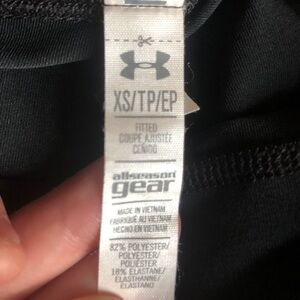 XS/TP/EP
FITTED
COUPE AJUSTÉE
CEÑIDO
allseason
gear
MADE IN VIETNAM
FABRIQUÉ AU VIETNAM
HECHO EN VIETNAM
82% POLYESTER/
POLYESTER/
POLIÉSTER
18% ELASTANE/
ÉLASTHANNE/
ELASTANO